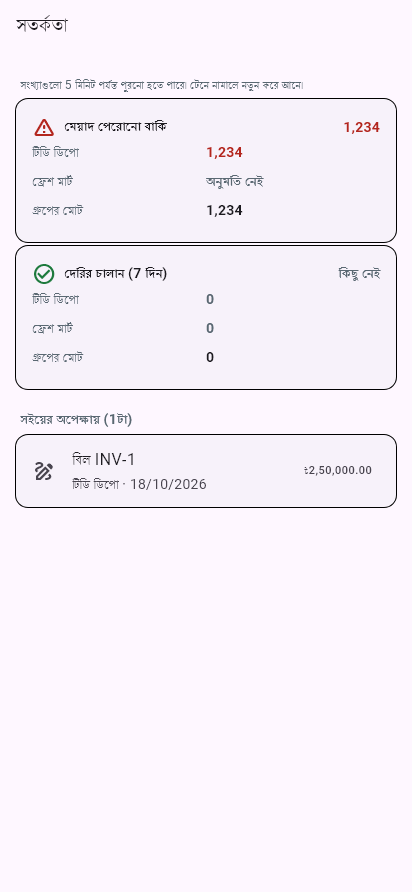 সতর্কতা
সংখ্যাগুলো 5 মিনিট পর্যন্ত পুরনো হতে পারে। টেনে নামালে নতুন করে আনে।
মেয়াদ পেরোনো বাকি 1,234
টিডি ডিপো 1,234
ফ্রেশ মার্ট অনুমতি নেই
গ্রুপের মোট 1,234
দেরির চালান (7 দিন) কিছু নেই
টিডি ডিপো 0
ফ্রেশ মার্ট 0
গ্রুপের মোট 0
সইয়ের অপেক্ষায় (1টা)
বিল INV-1
টিডি ডিপো · 18/10/2026
৳2,50,000.00